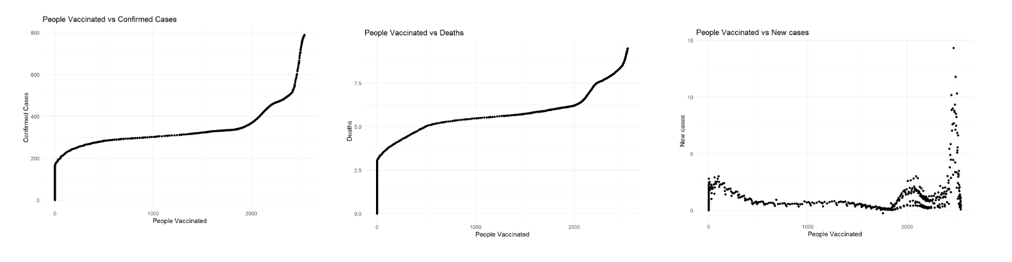 People Vaccinated vs Confirmed Cases
800
600
400
200
0
Confirmed Cases
0 1000 2000
People Vaccinated
People Vaccinated vs Deaths
7.5
5.0
2.5
0.0
Deaths
0 1000 2000
People Vaccinated
People Vaccinated vs New cases
15
10
5
0
New cases
0 1000 2000
People Vaccinated